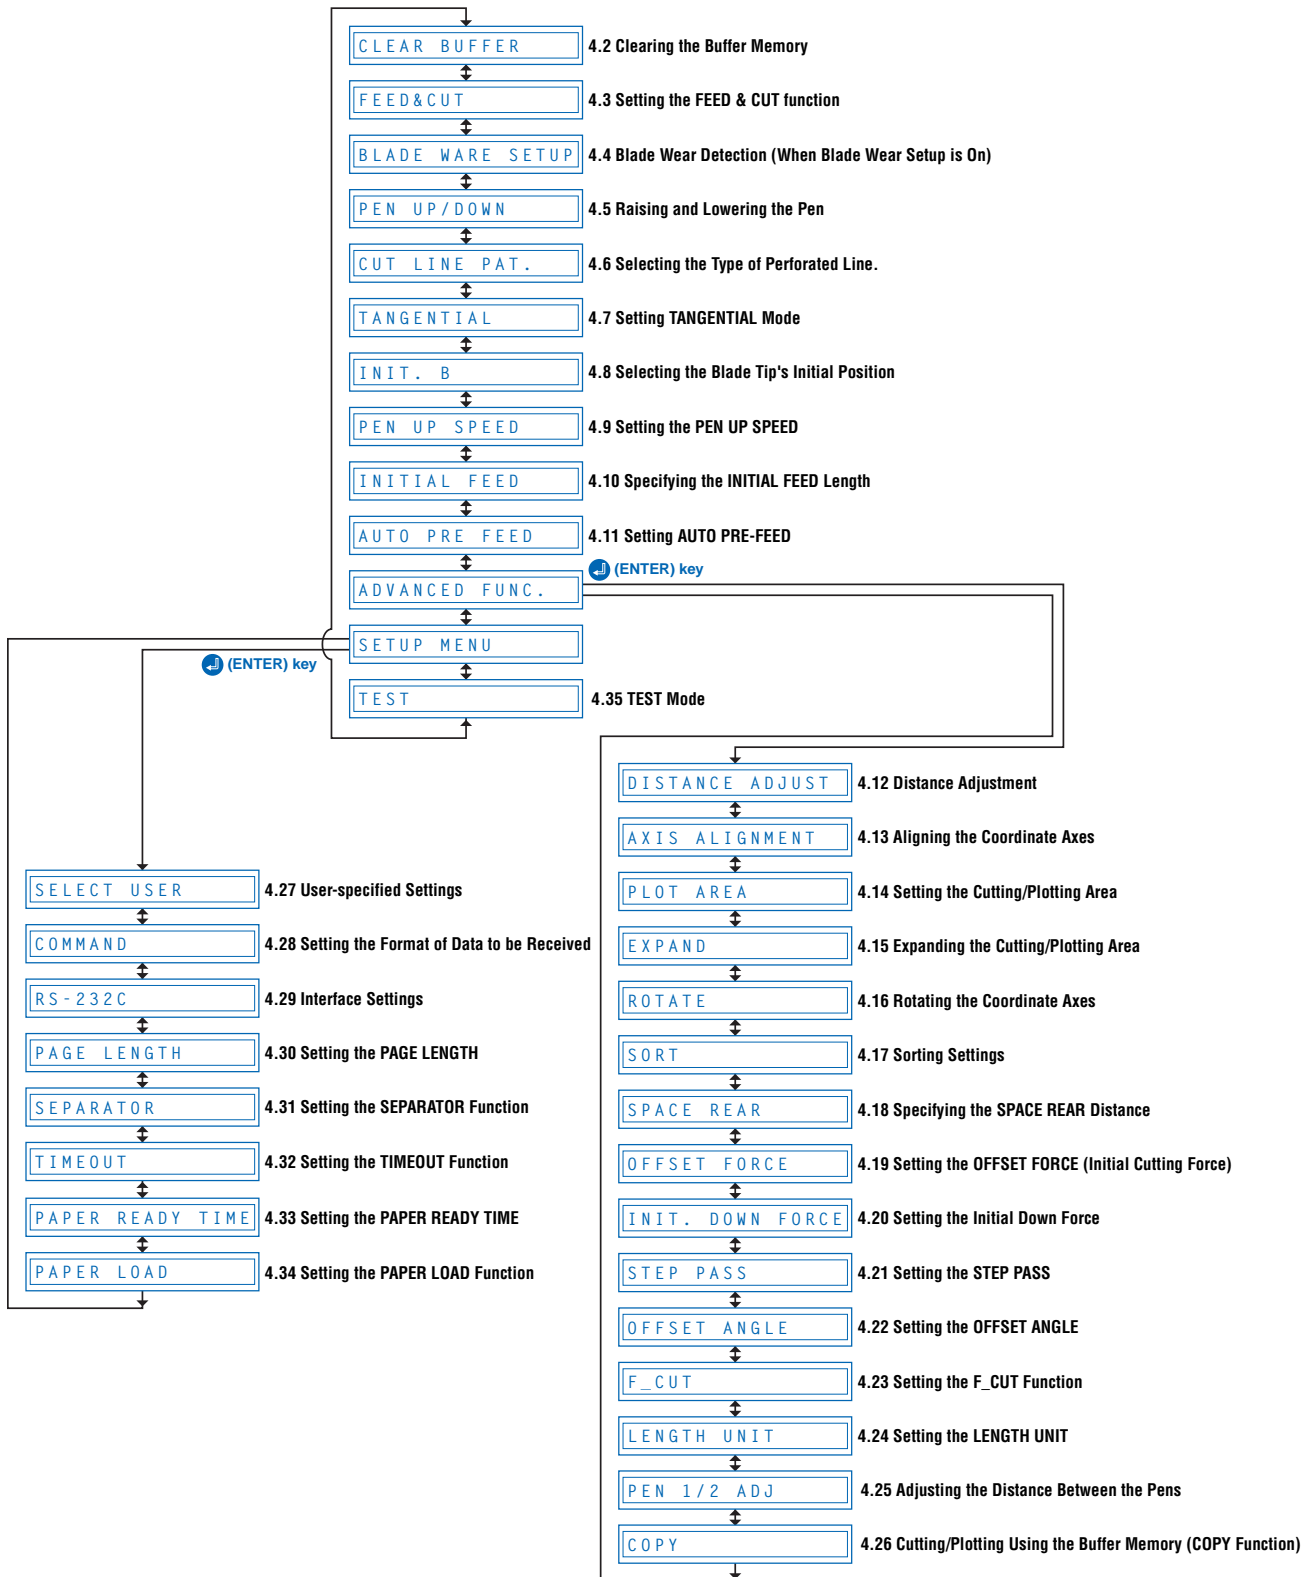 CLEAR BUFFER 4.2 Clearing the Buffer Memory
FEED&CUT 4.3 Setting the FEED & CUT function
BLADE WARE SETUP 4.4 Blade Wear Detection (When Blade Wear Setup is On)
PEN UP/DOWN 4.5 Raising and Lowering the Pen
CUT LINE PAT. 4.6 Selecting the Type of Perforated Line.
TANGENTIAL 4.7 Setting TANGENTIAL Mode
INIT. B 4.8 Selecting the Blade Tip's Initial Position
PEN UP SPEED 4.9 Setting the PEN UP SPEED
INITIAL FEED 4.10 Specifying the INITIAL FEED Length
AUTO PRE FEED 4.11 Setting AUTO PRE-FEED
(ENTER) key
ADVANCED FUNC.
SETUP MENU
(ENTER) key
TEST 4.35 TEST Mode
SELECT USER 4.27 User-specified Settings
COMMAND 4.28 Setting the Format of Data to be Received
RS-232C 4.29 Interface Settings
PAGE LENGTH 4.30 Setting the PAGE LENGTH
SEPARATOR 4.31 Setting the SEPARATOR Function
TIMEOUT 4.32 Setting the TIMEOUT Function
PAPER READY TIME 4.33 Setting the PAPER READY TIME
PAPER LOAD 4.34 Setting the PAPER LOAD Function
DISTANCE ADJUST 4.12 Distance Adjustment
AXIS ALIGNMENT 4.13 Aligning the Coordinate Axes
PLOT AREA 4.14 Setting the Cutting/Plotting Area
EXPAND 4.15 Expanding the Cutting/Plotting Area
ROTATE 4.16 Rotating the Coordinate Axes
SORT 4.17 Sorting Settings
SPACE REAR 4.18 Specifying the SPACE REAR Distance
OFFSET FORCE 4.19 Setting the OFFSET FORCE (Initial Cutting Force)
INIT. DOWN FORCE 4.20 Setting the Initial Down Force
STEP PASS 4.21 Setting the STEP PASS
OFFSET ANGLE 4.22 Setting the OFFSET ANGLE
F_CUT 4.23 Setting the F_CUT Function
LENGTH UNIT 4.24 Setting the LENGTH UNIT
PEN 1/2 ADJ 4.25 Adjusting the Distance Between the Pens
COPY 4.26 Cutting/Plotting Using the Buffer Memory (COPY Function)